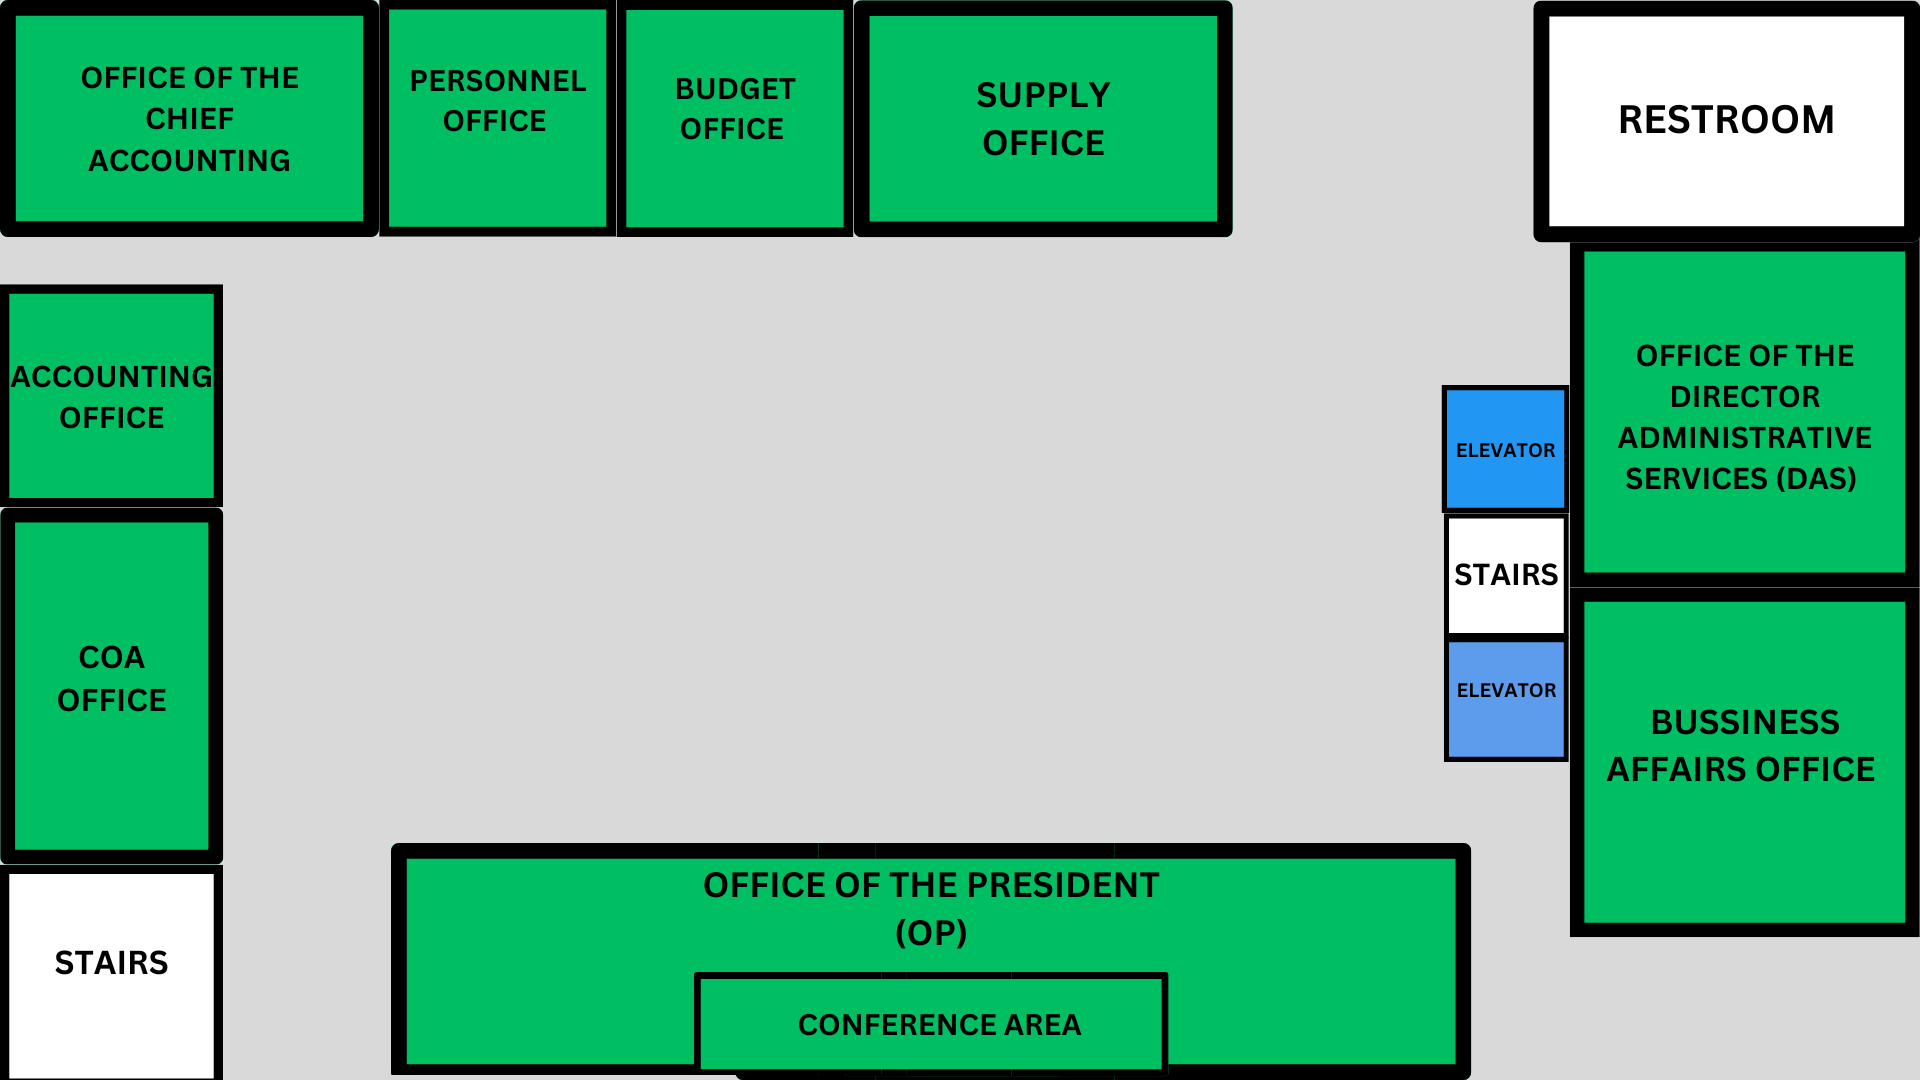 OFFICE OF THE
CHIEF
ACCOUNTING
PERSONNEL
OFFICE
BUDGET
OFFICE
SUPPLY
OFFICE
RESTROOM
ACCOUNTING
OFFICE
OFFICE OF THE
DIRECTOR
ADMINISTRATIVE
SERVICES (DAS)
ELEVATOR
STAIRS
ELEVATOR
COA
OFFICE
BUSSINESS
AFFAIRS OFFICE
OFFICE OF THE PRESIDENT
(OP)
CONFERENCE AREA
STAIRS